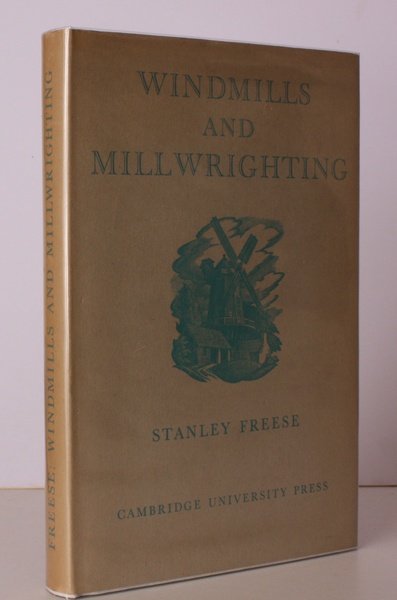 WINDMILLS
AND
MILLWRIGHTING
STANLEY FREESE
CAMBRIDGE UNIVERSITY PRESS
FREESE: WINDMILLS AND MILLWRIGHTING